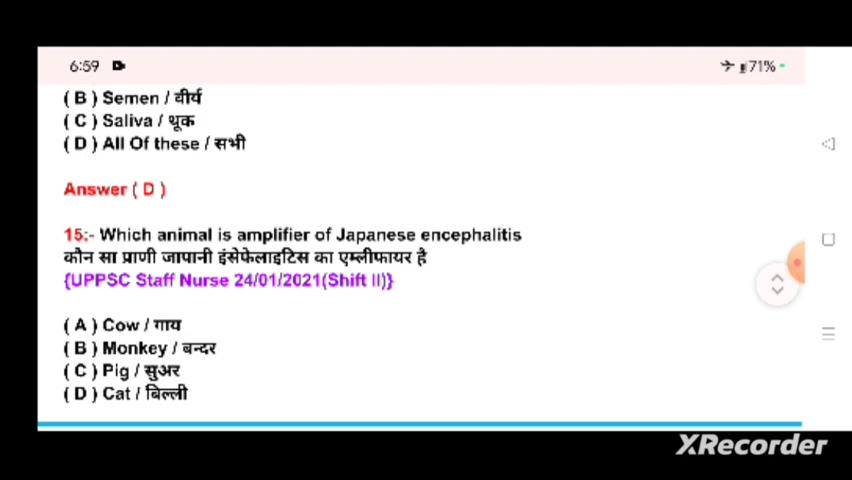 6:59
71%
( B ) Semen / वीर्य
( C ) Saliva / थूक
( D ) All Of these / सभी
Answer ( D )
15:- Which animal is amplifier of Japanese encephalitis
कौन सा प्राणी जापानी इंसेफेलाइटिस का एम्लीफायर है
{UPPSC Staff Nurse 24/01/2021(Shift II)}
( A ) Cow / गाय
( B ) Monkey / बन्दर
( C ) Pig / सुअर
( D ) Cat / बिल्ली
XRecorder